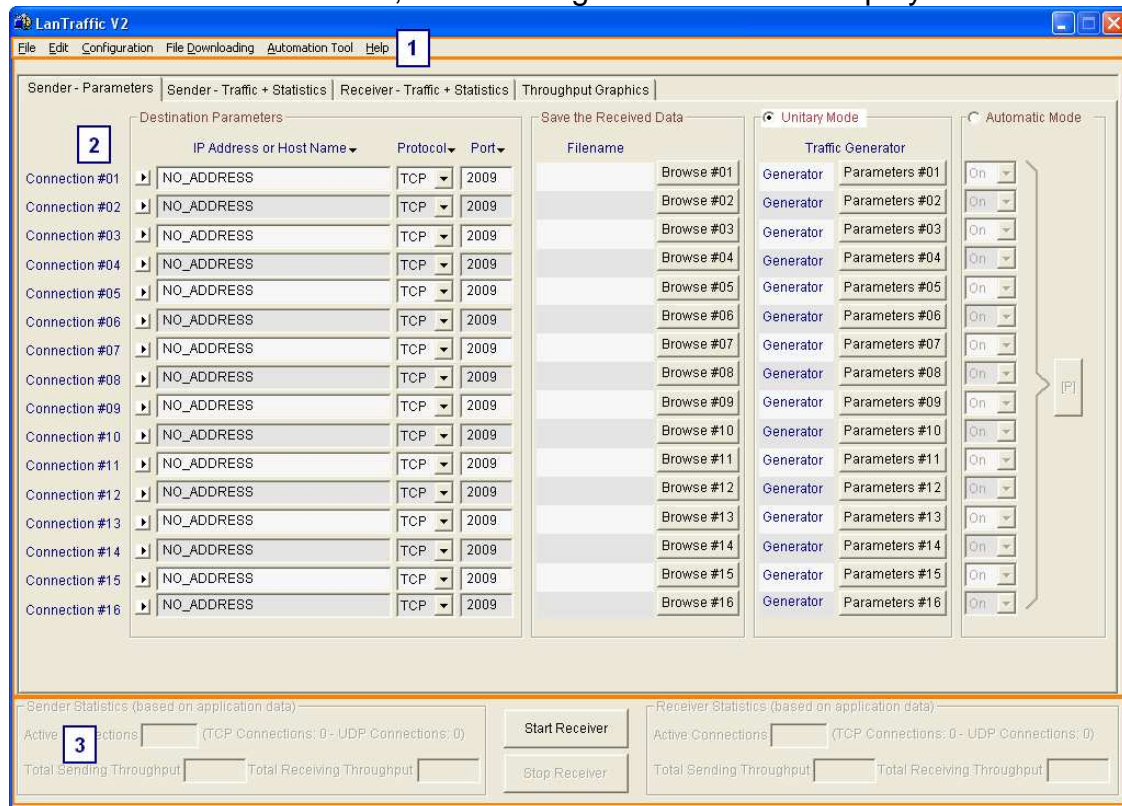 LanTraffic V2
File Edit Configuration File Downloading Automation Tool Help 1
Sender - Parameters Sender - Traffic + Statistics Receiver - Traffic + Statistics Throughput Graphics
Destination Parameters Save the Received Data Unitary Mode Automatic Mode
2 IP Address or Host Name Protocol Port Filename Traffic Generator
Connection #01 NO_ADDRESS TCP 2009 Browse #01 Generator Parameters #01 On
Connection #02 NO_ADDRESS TCP 2009 Browse #02 Generator Parameters #02 On
Connection #03 NO_ADDRESS TCP 2009 Browse #03 Generator Parameters #03 On
Connection #04 NO_ADDRESS TCP 2009 Browse #04 Generator Parameters #04 On
Connection #05 NO_ADDRESS TCP 2009 Browse #05 Generator Parameters #05 On
Connection #06 NO_ADDRESS TCP 2009 Browse #06 Generator Parameters #06 On
Connection #07 NO_ADDRESS TCP 2009 Browse #07 Generator Parameters #07 On
Connection #08 NO_ADDRESS TCP 2009 Browse #08 Generator Parameters #08 On [P]
Connection #09 NO_ADDRESS TCP 2009 Browse #09 Generator Parameters #09 On
Connection #10 NO_ADDRESS TCP 2009 Browse #10 Generator Parameters #10 On
Connection #11 NO_ADDRESS TCP 2009 Browse #11 Generator Parameters #11 On
Connection #12 NO_ADDRESS TCP 2009 Browse #12 Generator Parameters #12 On
Connection #13 NO_ADDRESS TCP 2009 Browse #13 Generator Parameters #13 On
Connection #14 NO_ADDRESS TCP 2009 Browse #14 Generator Parameters #14 On
Connection #15 NO_ADDRESS TCP 2009 Browse #15 Generator Parameters #15 On
Connection #16 NO_ADDRESS TCP 2009 Browse #16 Generator Parameters #16 On
Sender Statistics (based on application data) Receiver Statistics (based on application data)
Active 3 (TCP Connections: 0 - UDP Connections: 0) Start Receiver Active Connections (TCP Connections: 0 - UDP Connections: 0)
Total Sending Throughput Total Receiving Throughput Stop Receiver Total Sending Throughput Total Receiving Throughput